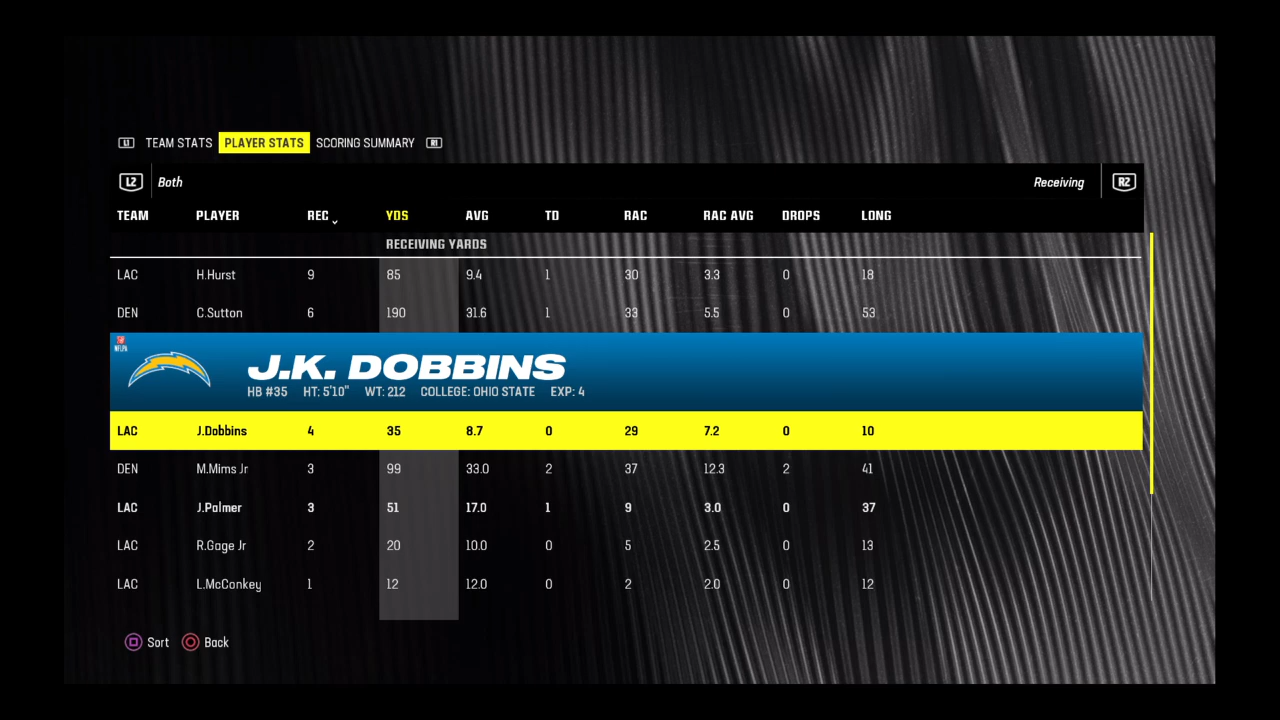 L1 TEAM STATS PLAYER STATS SCORING SUMMARY R1
L2 Both Receiving R2
TEAM PLAYER REC YDS AVG TD RAC RAC AVG DROPS LONG
RECEIVING YARDS
LAC H.Hurst 9 85 9.4 1 30 3.3 0 18
DEN C.Sutton 6 190 31.6 1 33 5.5 0 53
NFLPA
J.K. DOBBINS
HB #35 HT: 5'10" WT: 212 COLLEGE: OHIO STATE EXP: 4
LAC J.Dobbins 4 35 8.7 0 29 7.2 0 10
DEN M.Mims Jr 3 99 33.0 2 37 12.3 2 41
LAC J.Palmer 3 51 17.0 1 9 3.0 0 37
LAC R.Gage Jr 2 20 10.0 0 5 2.5 0 13
LAC L.McConkey 1 12 12.0 0 2 2.0 0 12
Sort Back